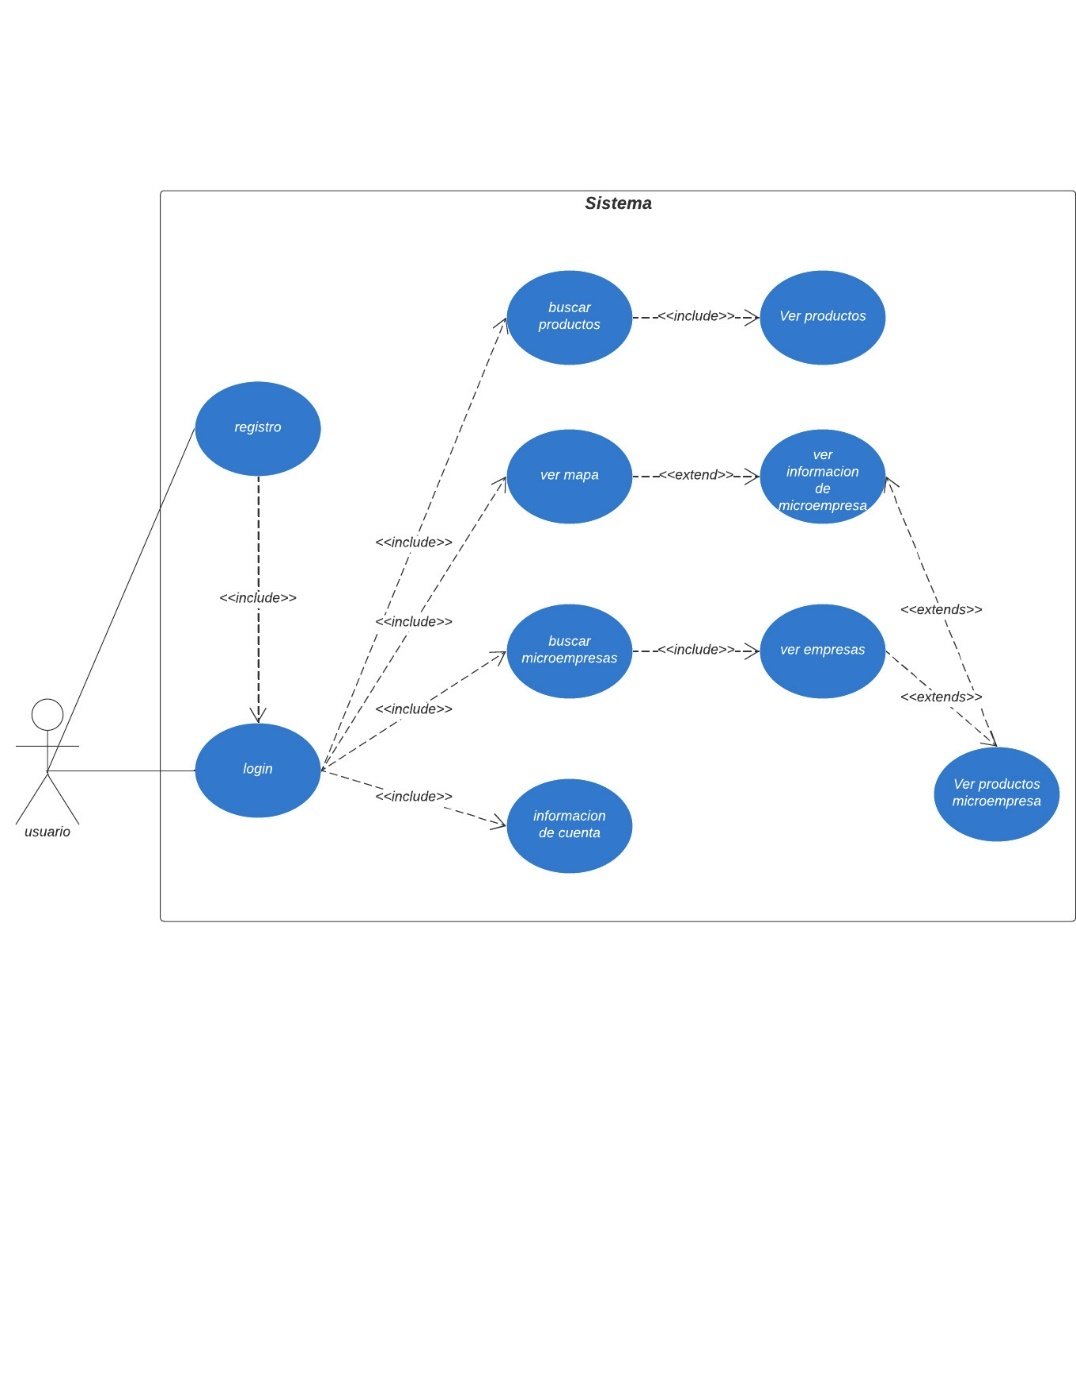 Sistema
buscar
productos
<<include>>
Ver productos
registro
ver mapa
<<extend>>
ver
informacion
de
microempresa
<<include>>
<<include>>
<<include>>
<<extends>>
buscar
microempresas
<<include>>
ver empresas
<<include>>
<<extends>>
login
<<include>>
Ver productos
microempresa
informacion
de cuenta
usuario